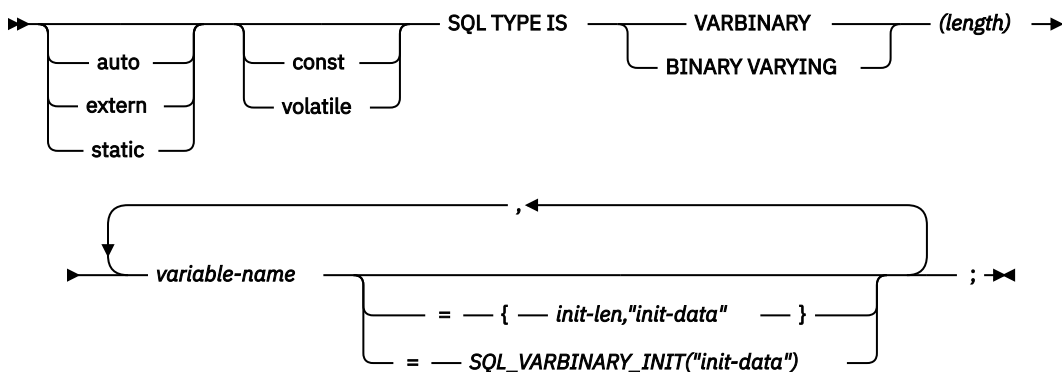 SQL TYPE IS VARBINARY (length)
auto const BINARY VARYING
extern volatile
static
,
variable-name ;
= { init-len,"init-data" }
= SQL_VARBINARY_INIT("init-data")